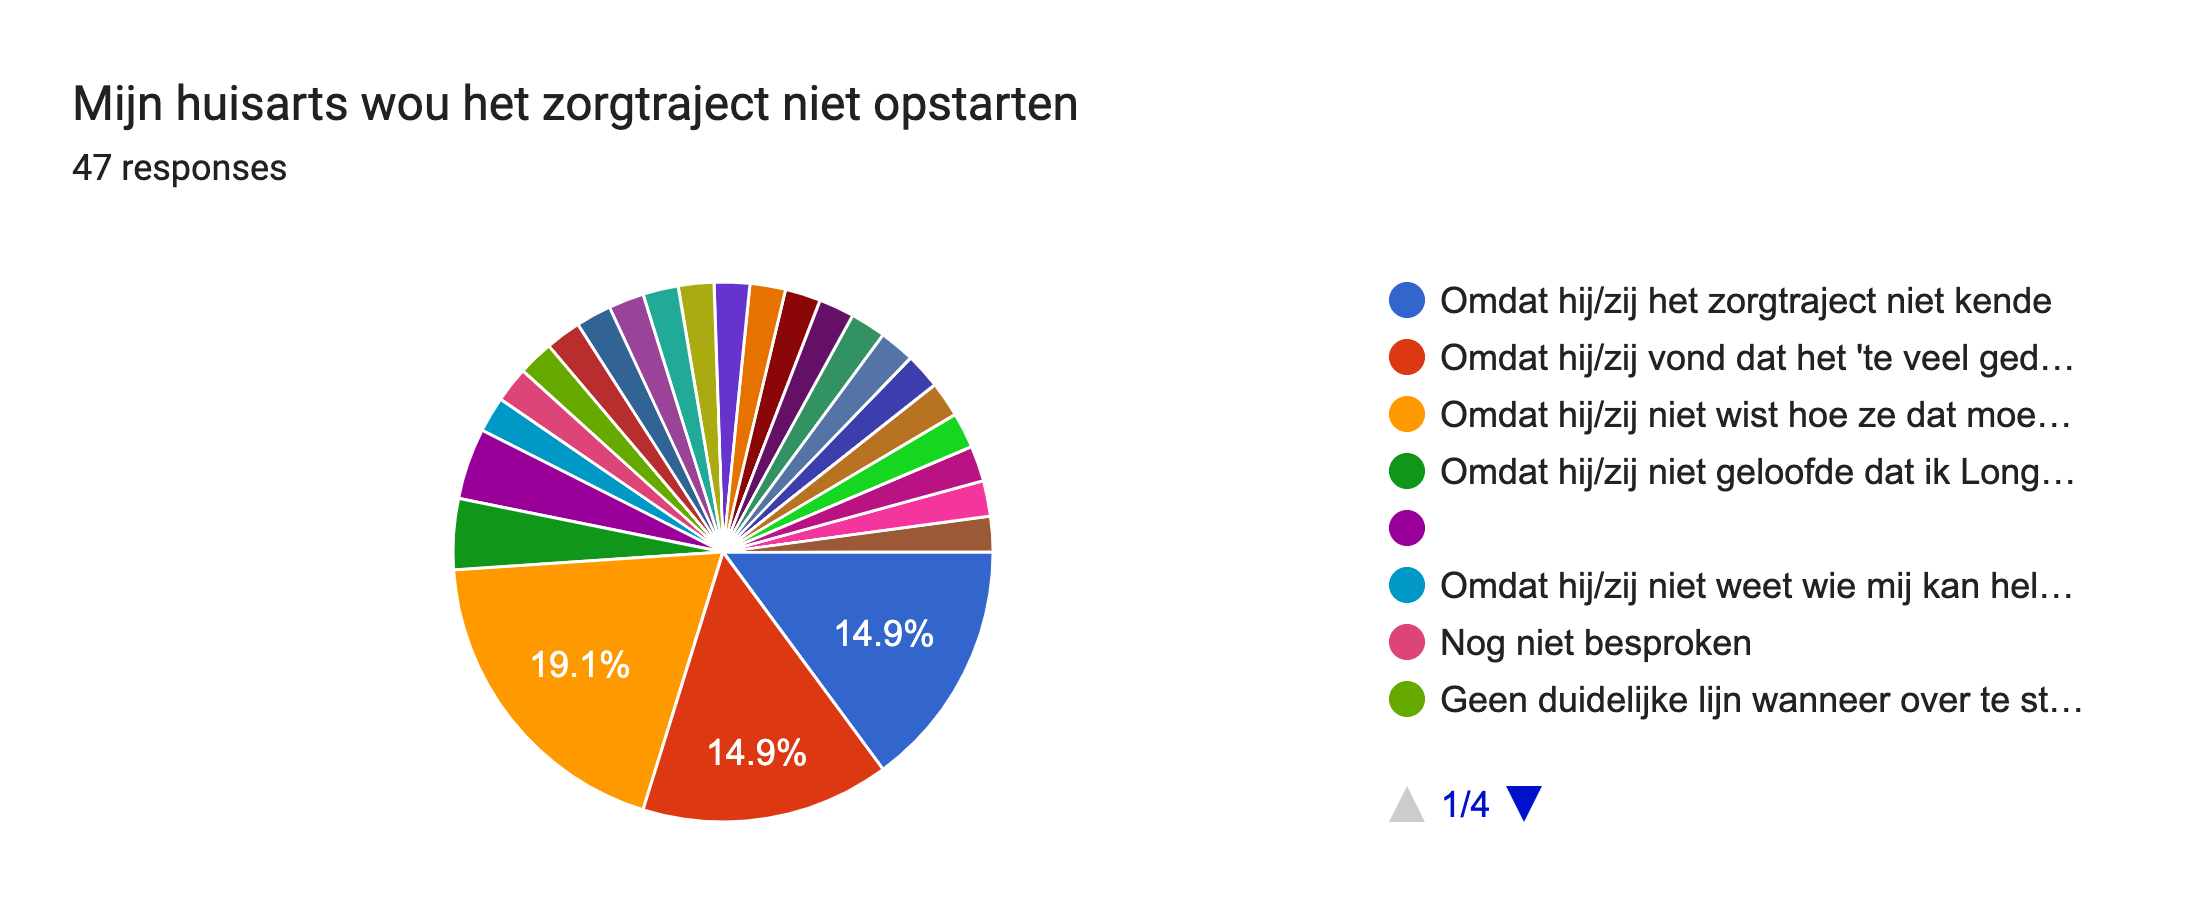 Mijn huisarts wou het zorgtraject niet opstarten
47 responses
14.9%
19.1%
14.9%
Omdat hij/zij het zorgtraject niet kende
Omdat hij/zij vond dat het 'te veel ged…
Omdat hij/zij niet wist hoe ze dat moe…
Omdat hij/zij niet geloofde dat ik Long…
Omdat hij/zij niet weet wie mij kan hel…
Nog niet besproken
Geen duidelijke lijn wanneer over te st…
1/4